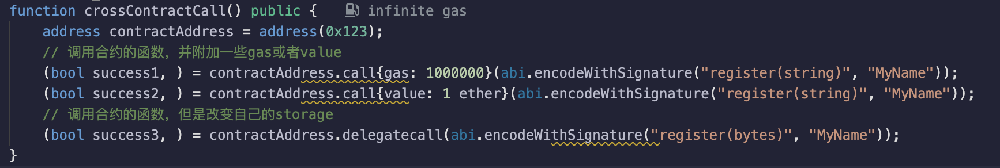 function crossContractCall() public { infinite gas
address contractAddress = address(0x123);
// 调用合约的函数，并附加一些gas或者value
(bool success1, ) = contractAddress.call{gas: 1000000}(abi.encodeWithSignature("register(string)", "MyName"));
(bool success2, ) = contractAddress.call{value: 1 ether}(abi.encodeWithSignature("register(string)", "MyName"));
// 调用合约的函数，但是改变自己的storage
(bool success3, ) = contractAddress.delegatecall(abi.encodeWithSignature("register(bytes)", "MyName"));
}